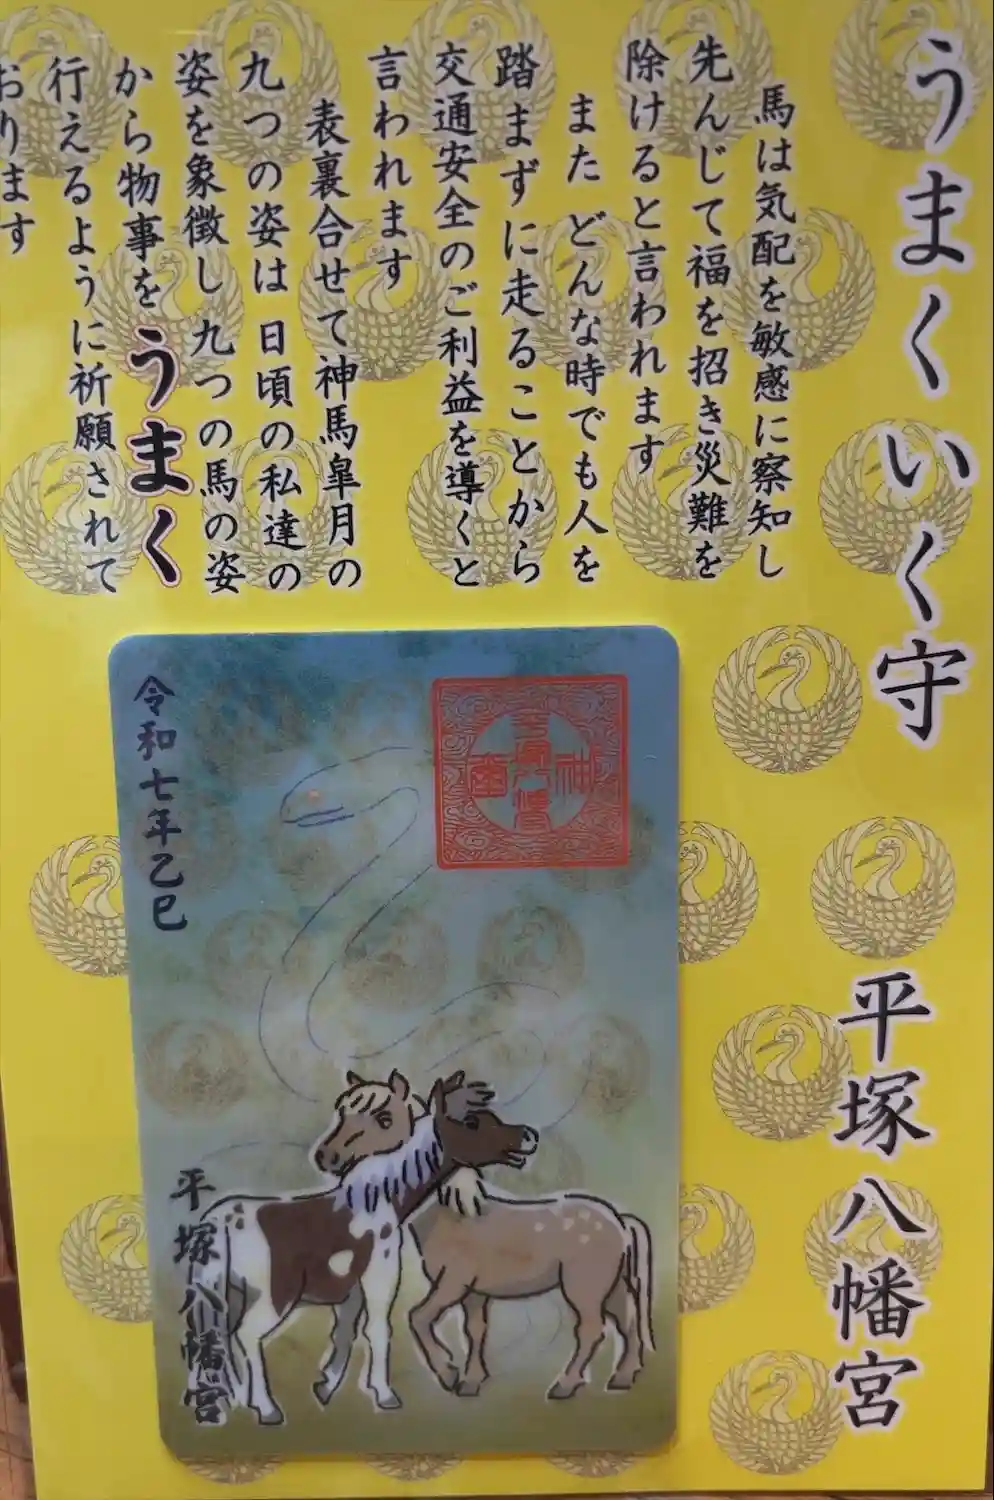 うまくいく守 平塚八幡宮
馬は気配を敏感に察知し
先んじて福を招き災難を
除けると言われます
また どんな時でも人を
踏まずに走ることから
交通安全のご利益を導くと
言われます
表裏合せて神馬皐月の
九つの姿は 日頃の私達の
姿を象徴し 九つの馬の姿
から物事をうまく
行えるように祈願されて
おります
令和七年乙巳
平塚八幡宮